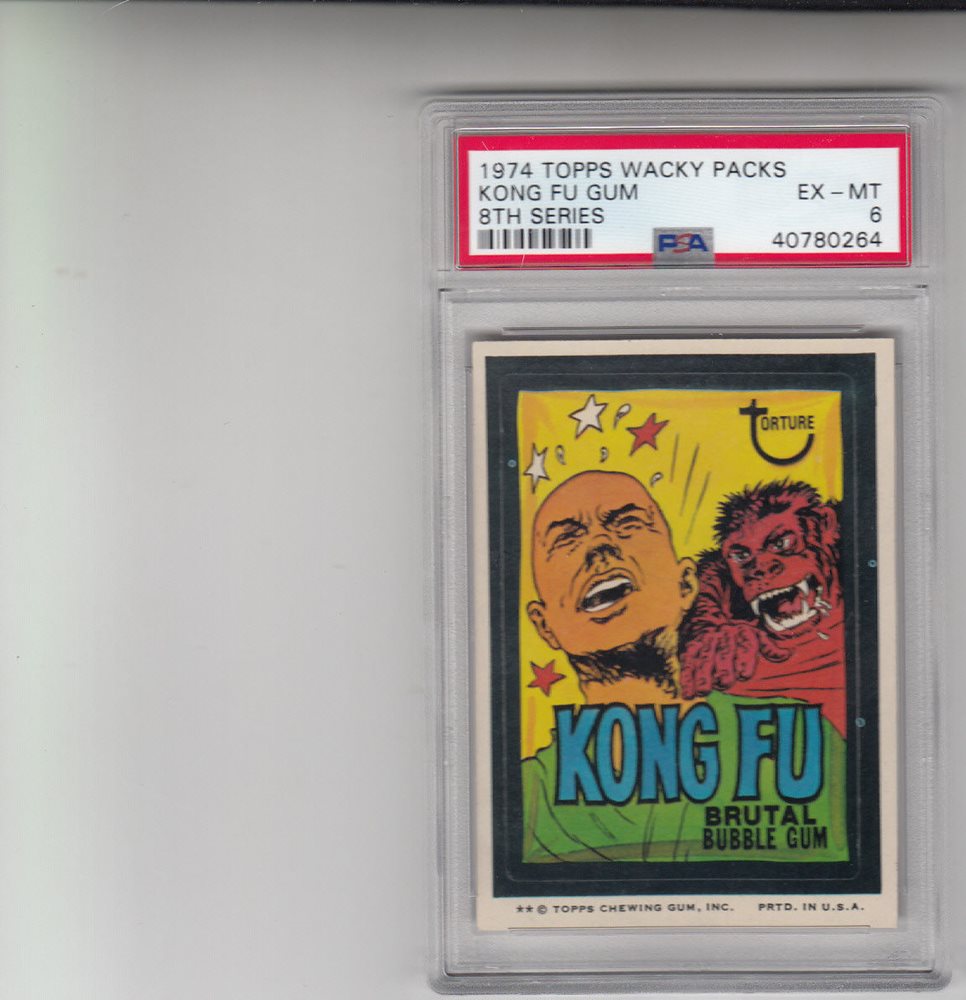 1974 TOPPS WACKY PACKS
KONG FU GUM EX – MT
8TH SERIES 6
PSA 40780264
TORTURE
KONG FU
BRUTAL
BUBBLE GUM
** © TOPPS CHEWING GUM, INC. PRTD. IN U.S.A.